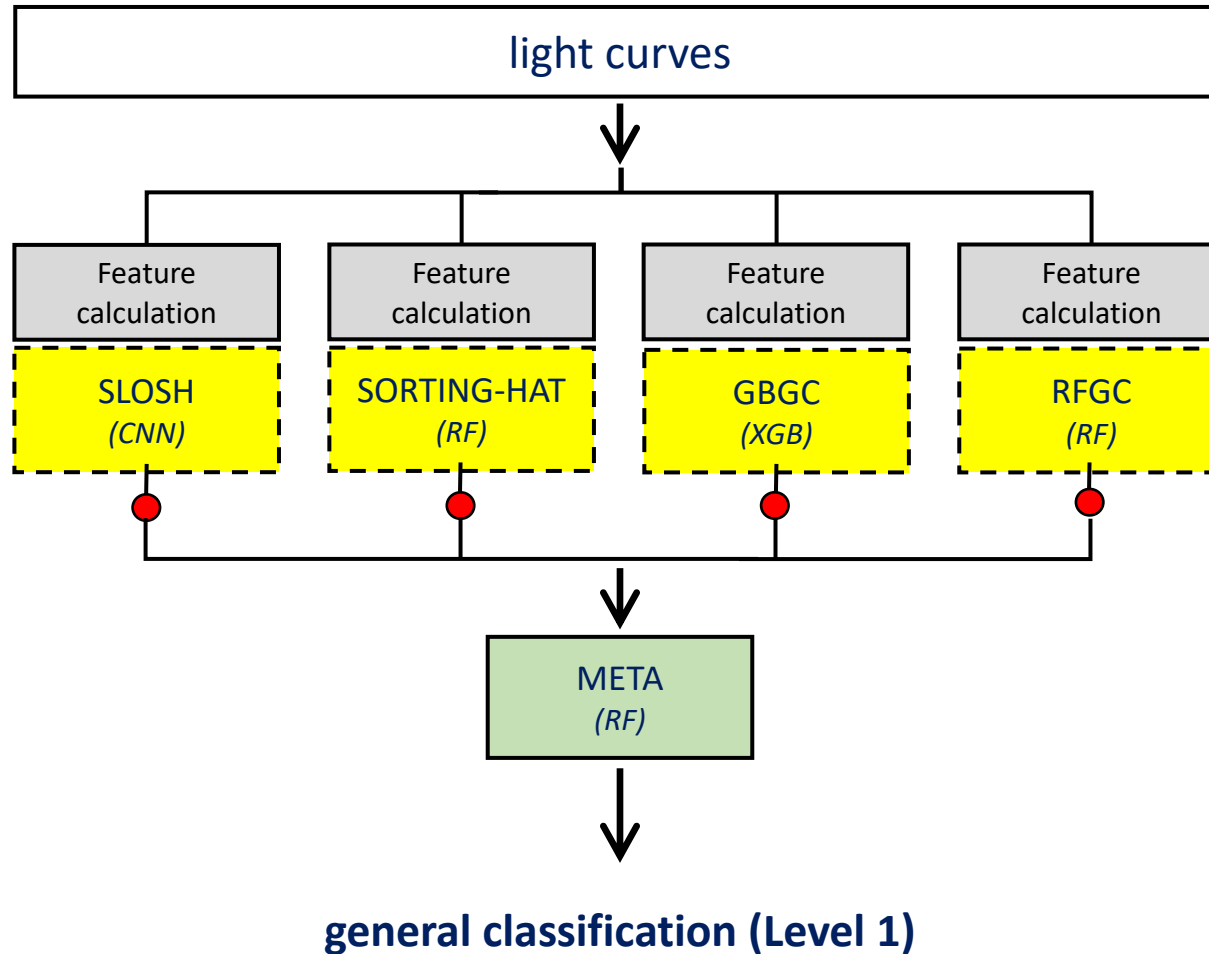 light curves
Feature
calculation
Feature
calculation
Feature
calculation
Feature
calculation
SLOSH
(CNN)
SORTING-HAT
(RF)
GBGC
(XGB)
RFGC
(RF)
META
(RF)
general classification (Level 1)